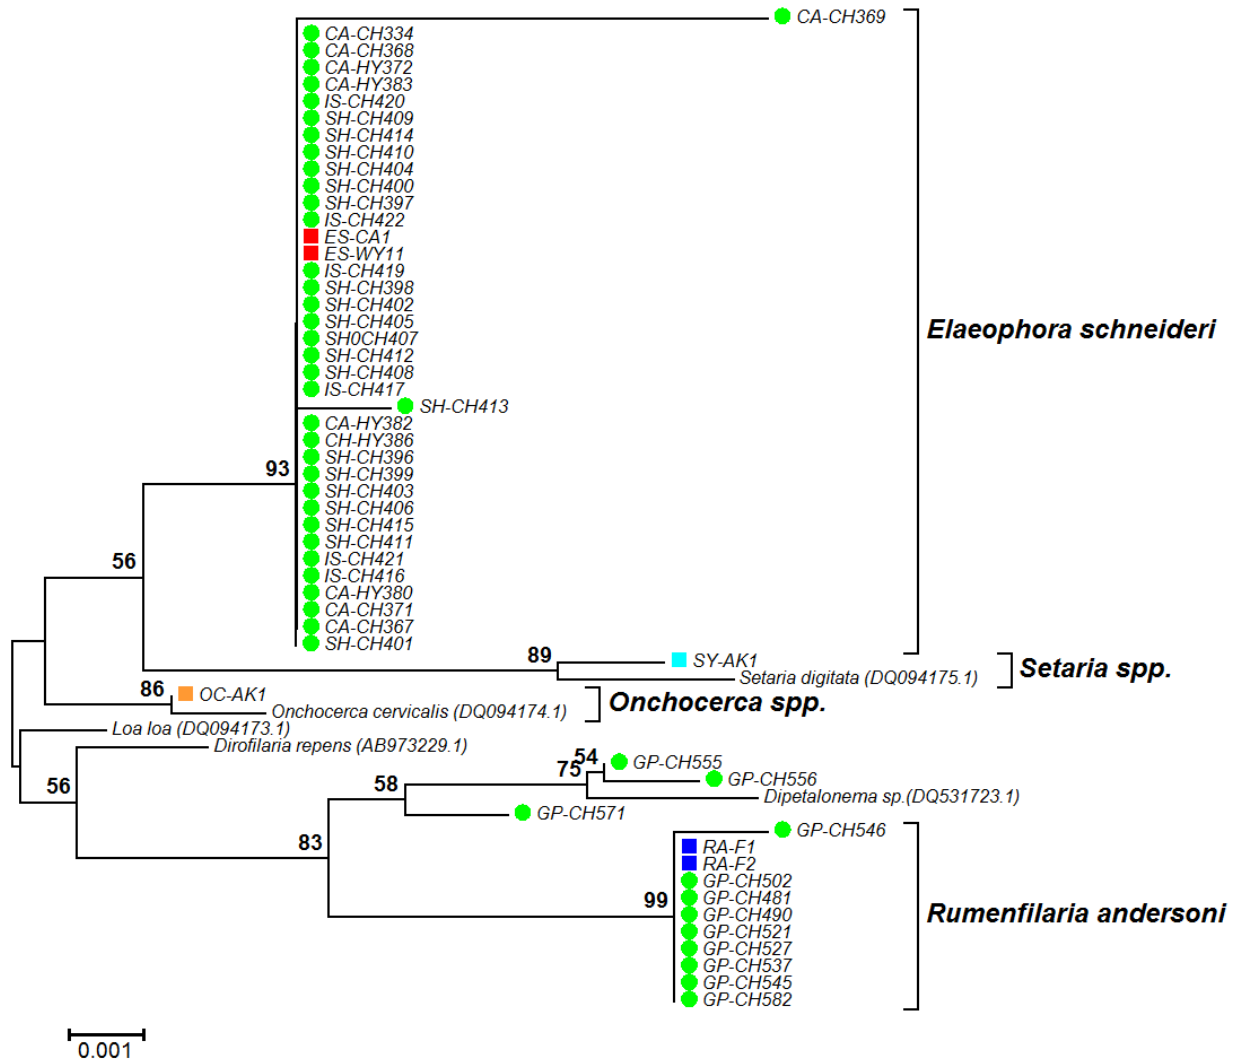 CA-CH369
CA-CH334
CA-CH368
CA-HY372
CA-HY383
IS-CH420
SH-CH409
SH-CH414
SH-CH410
SH-CH404
SH-CH400
SH-CH397
IS-CH422
ES-CA1
ES-WY11
IS-CH419
SH-CH398
SH-CH402
SH-CH405
SH0CH407
SH-CH412
SH-CH408
IS-CH417
SH-CH413
CA-HY382
CH-HY386
SH-CH396
SH-CH399
SH-CH403
SH-CH406
SH-CH415
SH-CH411
IS-CH421
IS-CH416
CA-HY380
CA-CH371
CA-CH367
SH-CH401
Elaeophora schneideri
93
56
89
SY-AK1
Setaria digitata (DQ094175.1)
Setaria spp.
86
OC-AK1
Onchocerca cervicalis (DQ094174.1)
Onchocerca spp.
Loa loa (DQ094173.1)
Dirofilaria repens (AB973229.1)
56
54
75
58
GP-CH555
GP-CH556
Dipetalonema sp.(DQ531723.1)
GP-CH571
83
GP-CH546
RA-F1
RA-F2
GP-CH502
GP-CH481
99
GP-CH490
GP-CH521
GP-CH527
GP-CH537
GP-CH545
GP-CH582
Rumenfilaria andersoni
0.001